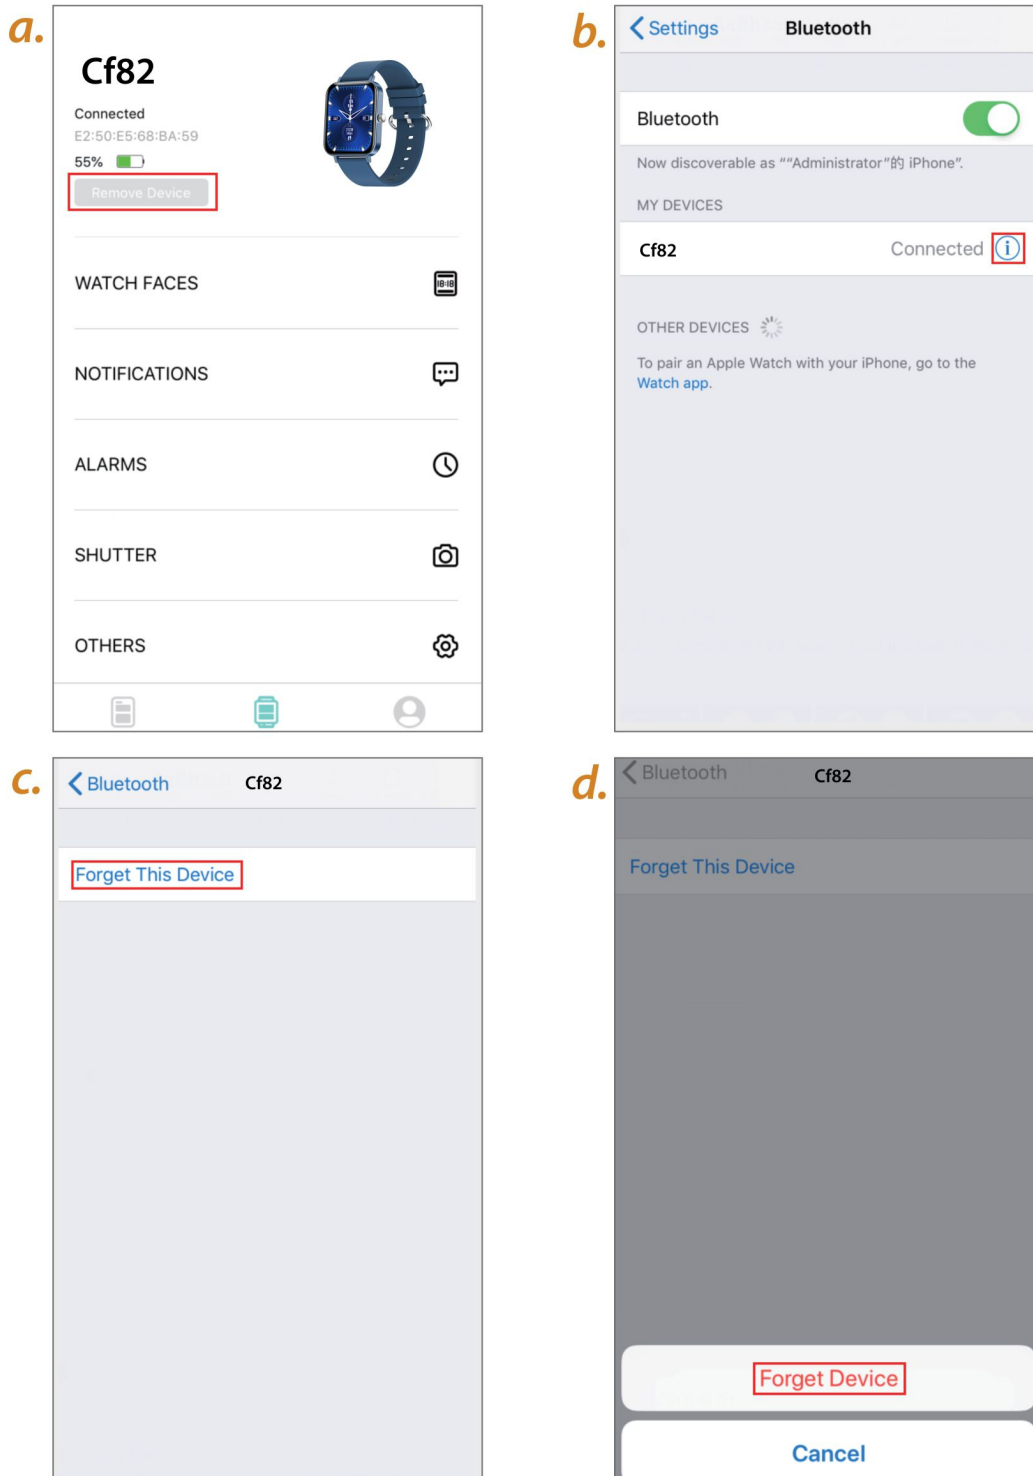 a.
Cf82
Connected
E2:50:E5:68:BA:59
55%
Remove Device
WATCH FACES
18:18
NOTIFICATIONS
ALARMS
SHUTTER
OTHERS
b.
Settings
Bluetooth
Bluetooth
Now discoverable as ""Administrator"的 iPhone".
MY DEVICES
Cf82
Connected
i
OTHER DEVICES
To pair an Apple Watch with your iPhone, go to the
Watch app.
c.
Bluetooth
Cf82
Forget This Device
d.
Bluetooth
Cf82
Forget This Device
Forget Device
Cancel